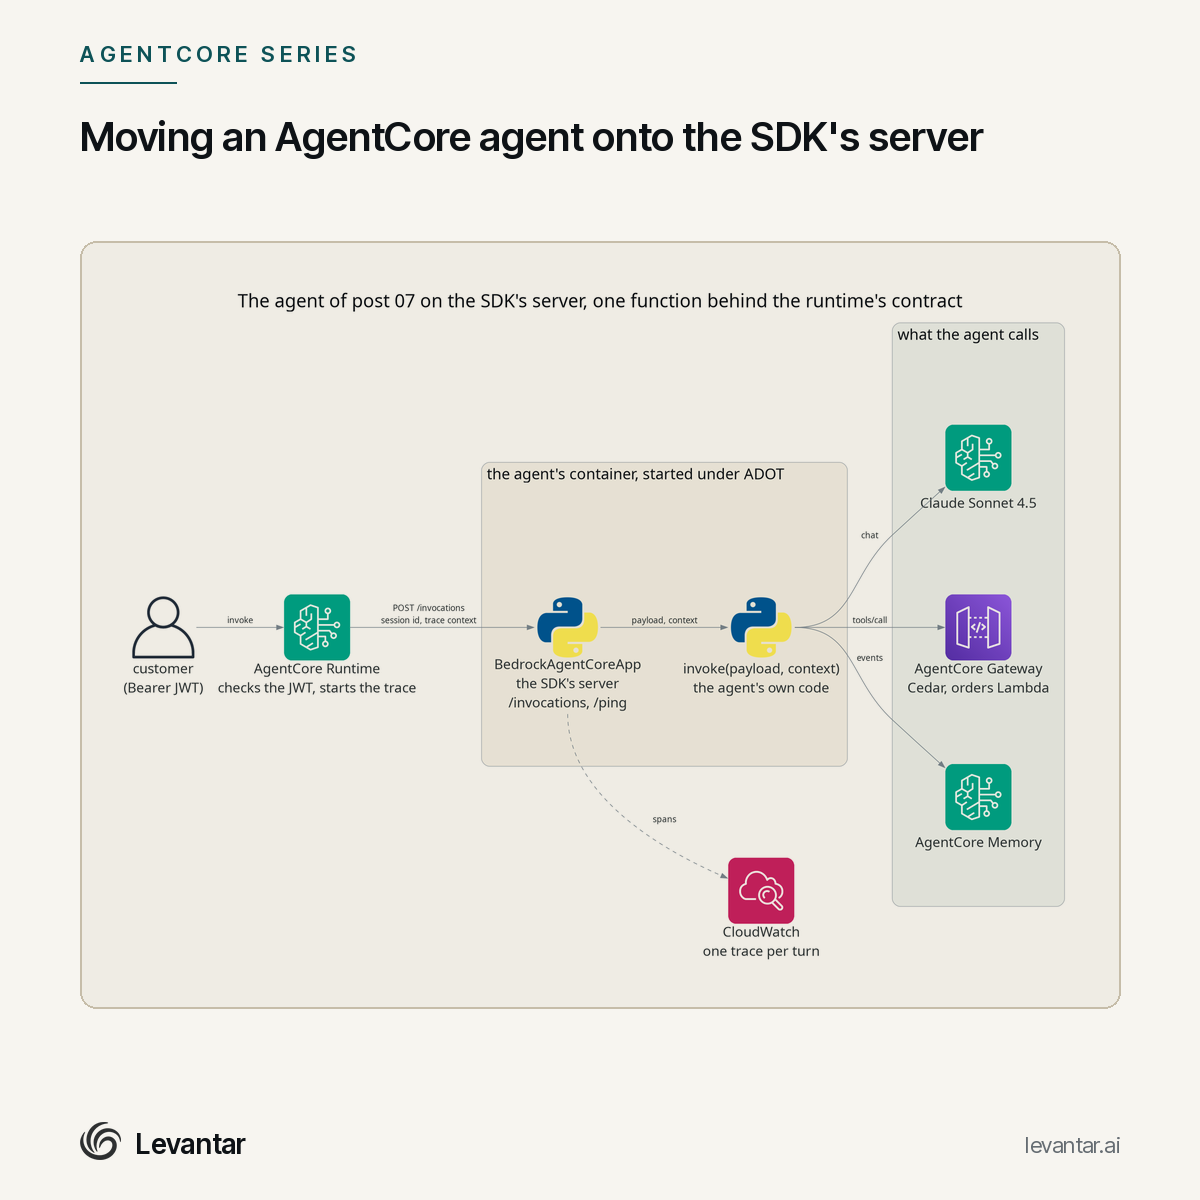 AGENTCORE SERIES
Moving an AgentCore agent onto the SDK's server
The agent of post 07 on the SDK's server, one function behind the runtime's contract
what the agent calls
the agent's container, started under ADOT
Claude Sonnet 4.5
chat
customer
(Bearer JWT)
invoke
AgentCore Runtime
checks the JWT, starts the trace
POST /invocations
session id, trace context
BedrockAgentCoreApp
the SDK's server
/invocations, /ping
payload, context
invoke(payload, context)
the agent's own code
tools/call
AgentCore Gateway
Cedar, orders Lambda
events
AgentCore Memory
spans
CloudWatch
one trace per turn
Levantar
levantar.ai